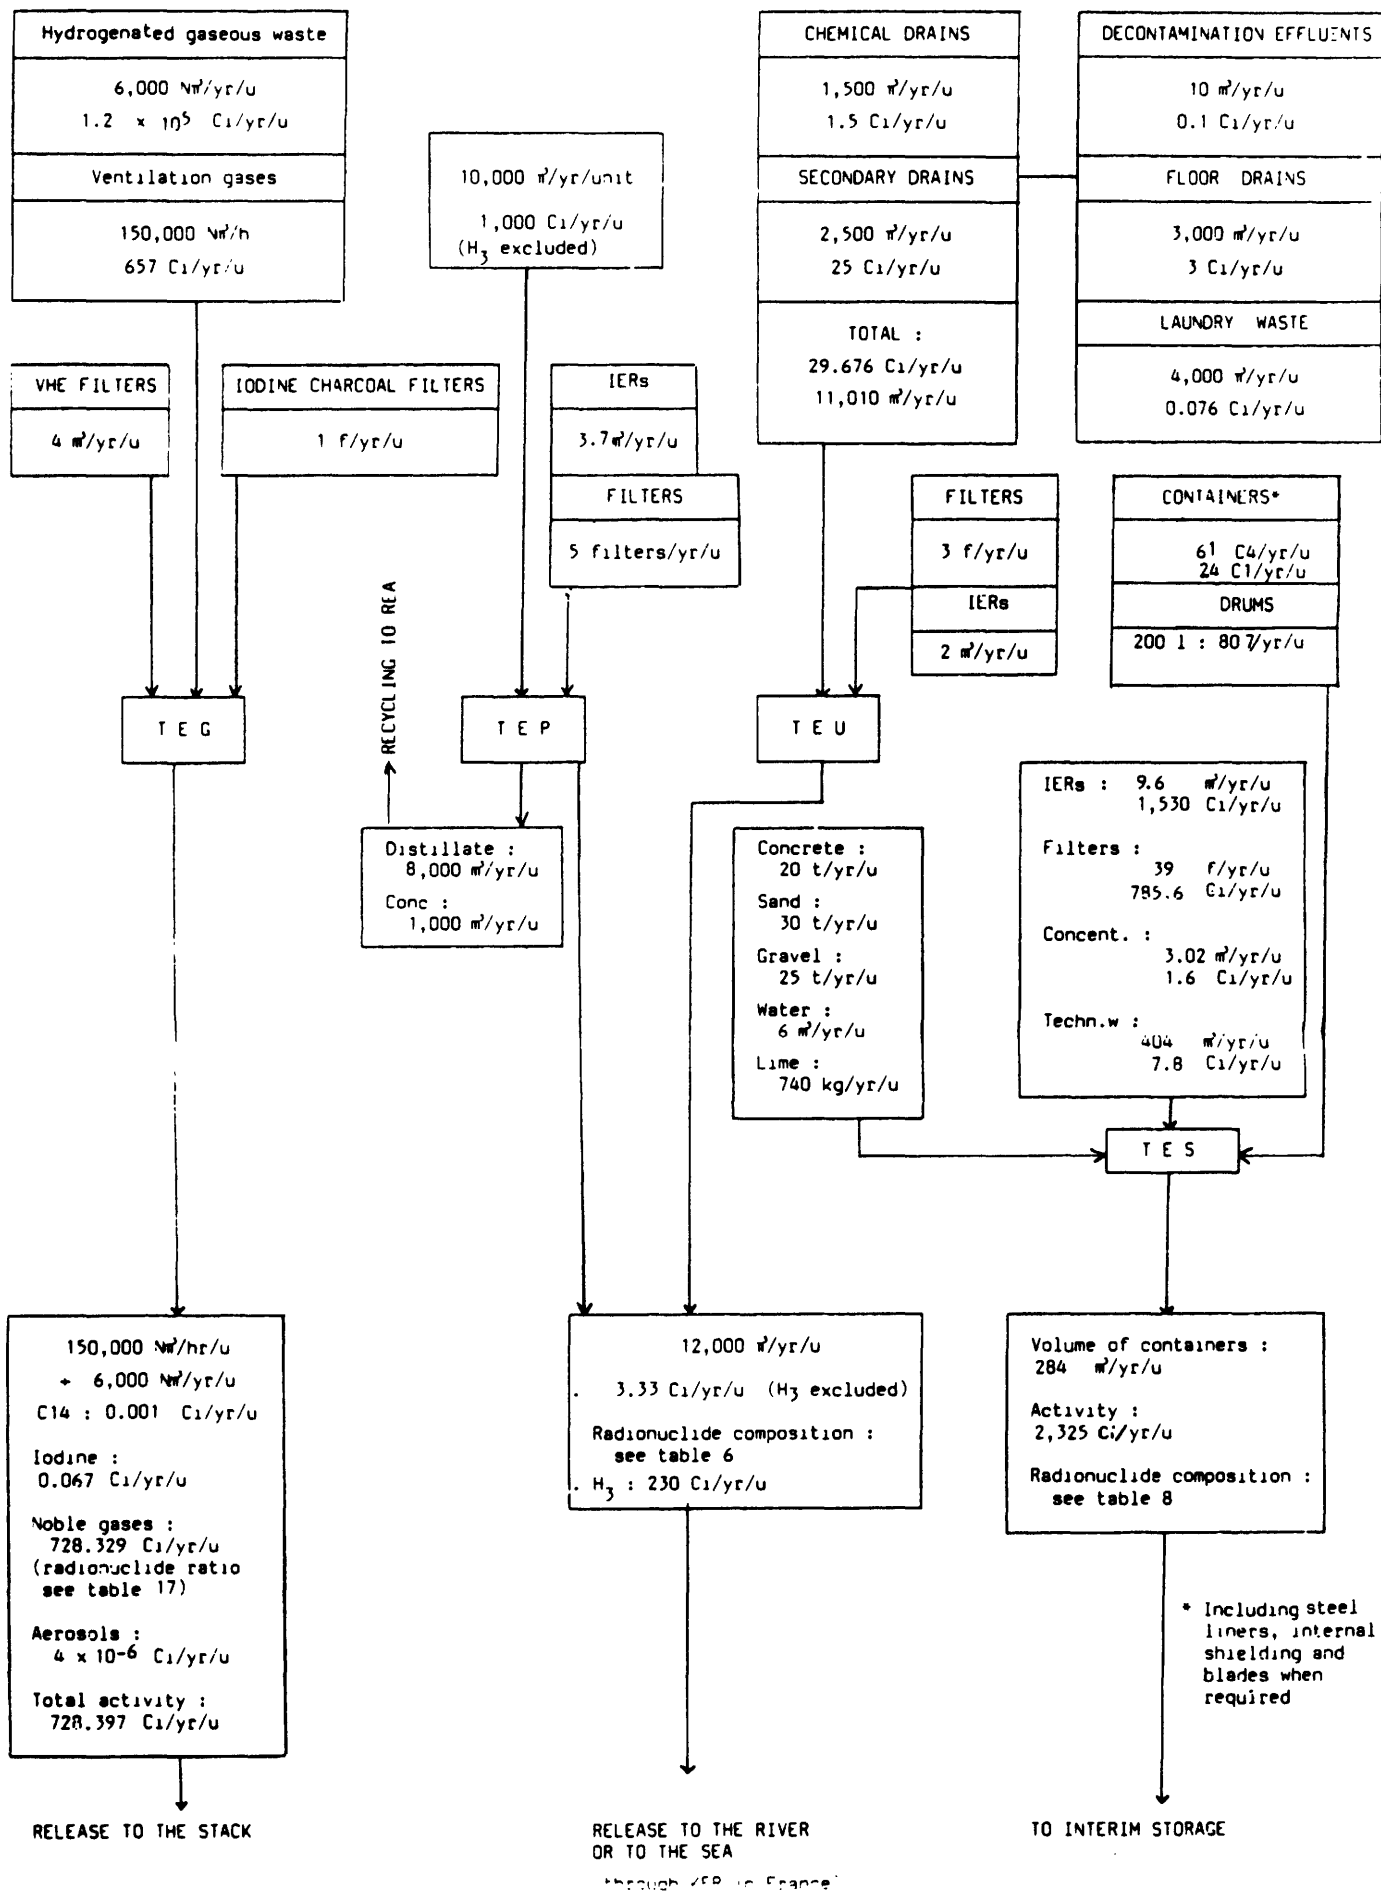 Hydrogenated gaseous waste
6,000 Nm³/yr/u
1.2 x 10⁵ Ci/yr/u
Ventilation gases
150,000 Nm³/h
657 Ci/yr/u
10,000 m³/yr/unit
1,000 Ci/yr/u
(H₃ excluded)
CHEMICAL DRAINS
1,500 m³/yr/u
1.5 Ci/yr/u
SECONDARY DRAINS
2,500 m³/yr/u
25 Ci/yr/u
TOTAL :
29.676 Ci/yr/u
11,010 m³/yr/u
DECONTAMINATION EFFLUENTS
10 m³/yr/u
0.1 Ci/yr/u
FLOOR DRAINS
3,000 m³/yr/u
3 Ci/yr/u
LAUNDRY WASTE
4,000 m³/yr/u
0.076 Ci/yr/u
VHE FILTERS
4 m³/yr/u
IODINE CHARCOAL FILTERS
1 f/yr/u
IERs
3.7 m³/yr/u
FILTERS
5 filters/yr/u
FILTERS
3 f/yr/u
IERs
2 m³/yr/u
CONTAINERS*
61 C4/yr/u
24 C1/yr/u
DRUMS
200 l : 807/yr/u
RECYCLING TO REA
T E G
T E P
T E U
Distillate :
8,000 m³/yr/u
Conc :
1,000 m³/yr/u
Concrete :
20 t/yr/u
Sand :
30 t/yr/u
Gravel :
25 t/yr/u
Water :
6 m³/yr/u
Lime :
740 kg/yr/u
IERs : 9.6 m³/yr/u
1,530 Ci/yr/u
Filters :
39 f/yr/u
785.6 Ci/yr/u
Concent. :
3.02 m³/yr/u
1.6 Ci/yr/u
Techn.w :
404 m³/yr/u
7.8 Ci/yr/u
T E S
150,000 Nm³/hr/u
+ 6,000 Nm³/yr/u
C14 : 0.001 Ci/yr/u
Iodine :
0.067 Ci/yr/u
Noble gases :
728.329 Ci/yr/u
(radionuclide ratio
see table 17)
Aerosols :
4 x 10⁻⁶ Ci/yr/u
Total activity :
728.397 Ci/yr/u
12,000 m³/yr/u
. 3.33 Ci/yr/u (H₃ excluded)
Radionuclide composition :
see table 6
. H₃ : 230 Ci/yr/u
Volume of containers :
284 m³/yr/u
Activity :
2,325 Ci/yr/u
Radionuclide composition :
see table 8
* Including steel
liners, internal
shielding and
blades when
required
RELEASE TO THE STACK
RELEASE TO THE RIVER
OR TO THE SEA
through in France
TO INTERIM STORAGE